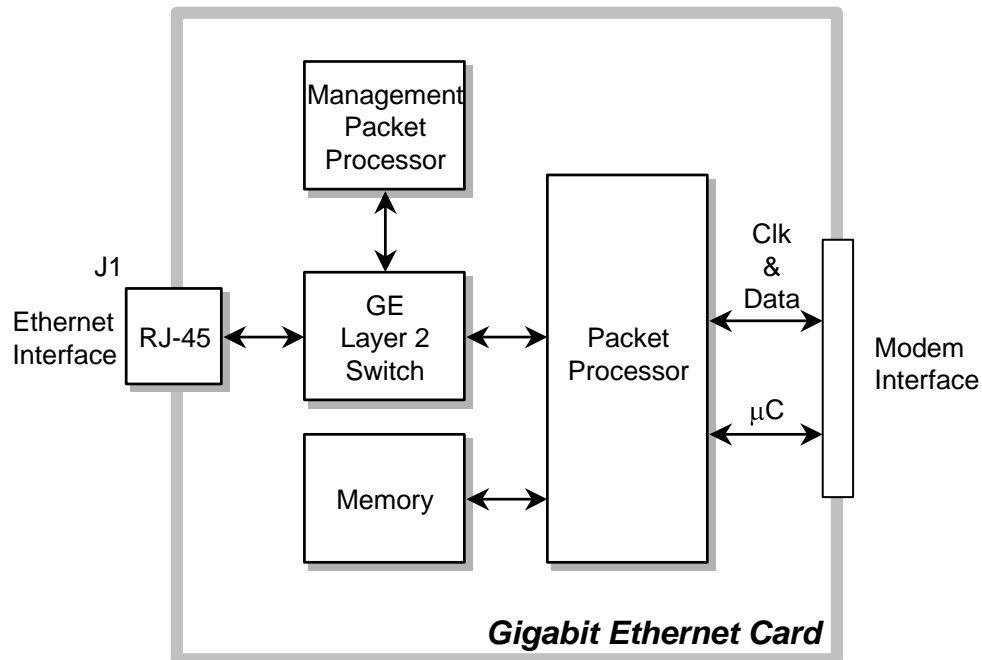 Management
Packet
Processor
J1
Ethernet
Interface
RJ-45
GE
Layer 2
Switch
Memory
Packet
Processor
Clk
&
Data
μC
Modem
Interface
Gigabit Ethernet Card